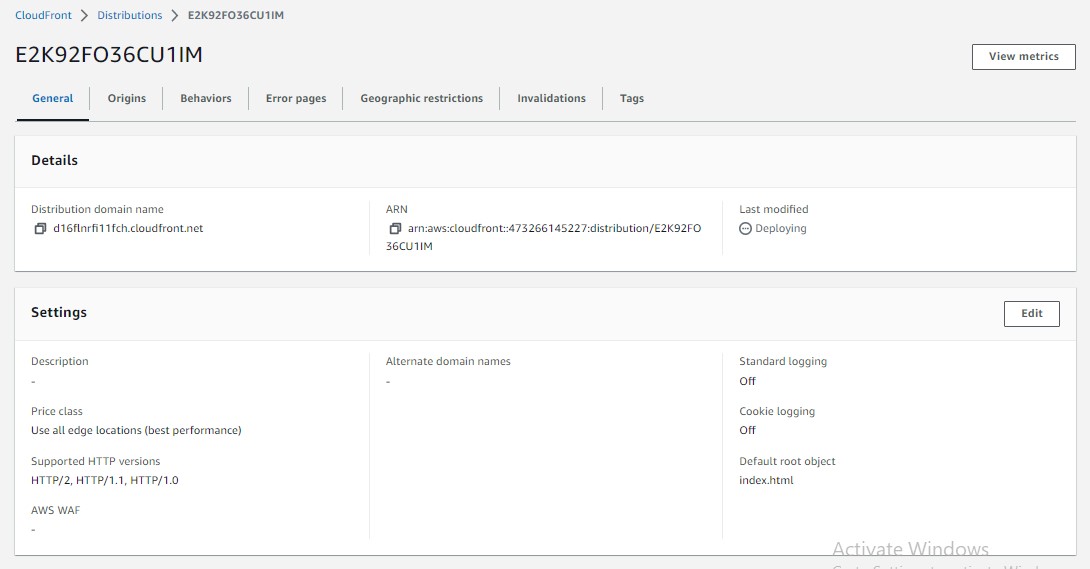 CloudFront > Distributions > E2K92FO36CU1IM
E2K92FO36CU1IM
View metrics
General
Origins
Behaviors
Error pages
Geographic restrictions
Invalidations
Tags
Details
Distribution domain name
d16flnrfi11fch.cloudfront.net
ARN
arn:aws:cloudfront::473266145227:distribution/E2K92FO
36CU1IM
Last modified
Deploying
Settings
Edit
Description
-
Price class
Use all edge locations (best performance)
Supported HTTP versions
HTTP/2, HTTP/1.1, HTTP/1.0
AWS WAF
-
Alternate domain names
-
Standard logging
Off
Cookie logging
Off
Default root object
index.html
Activate Windows